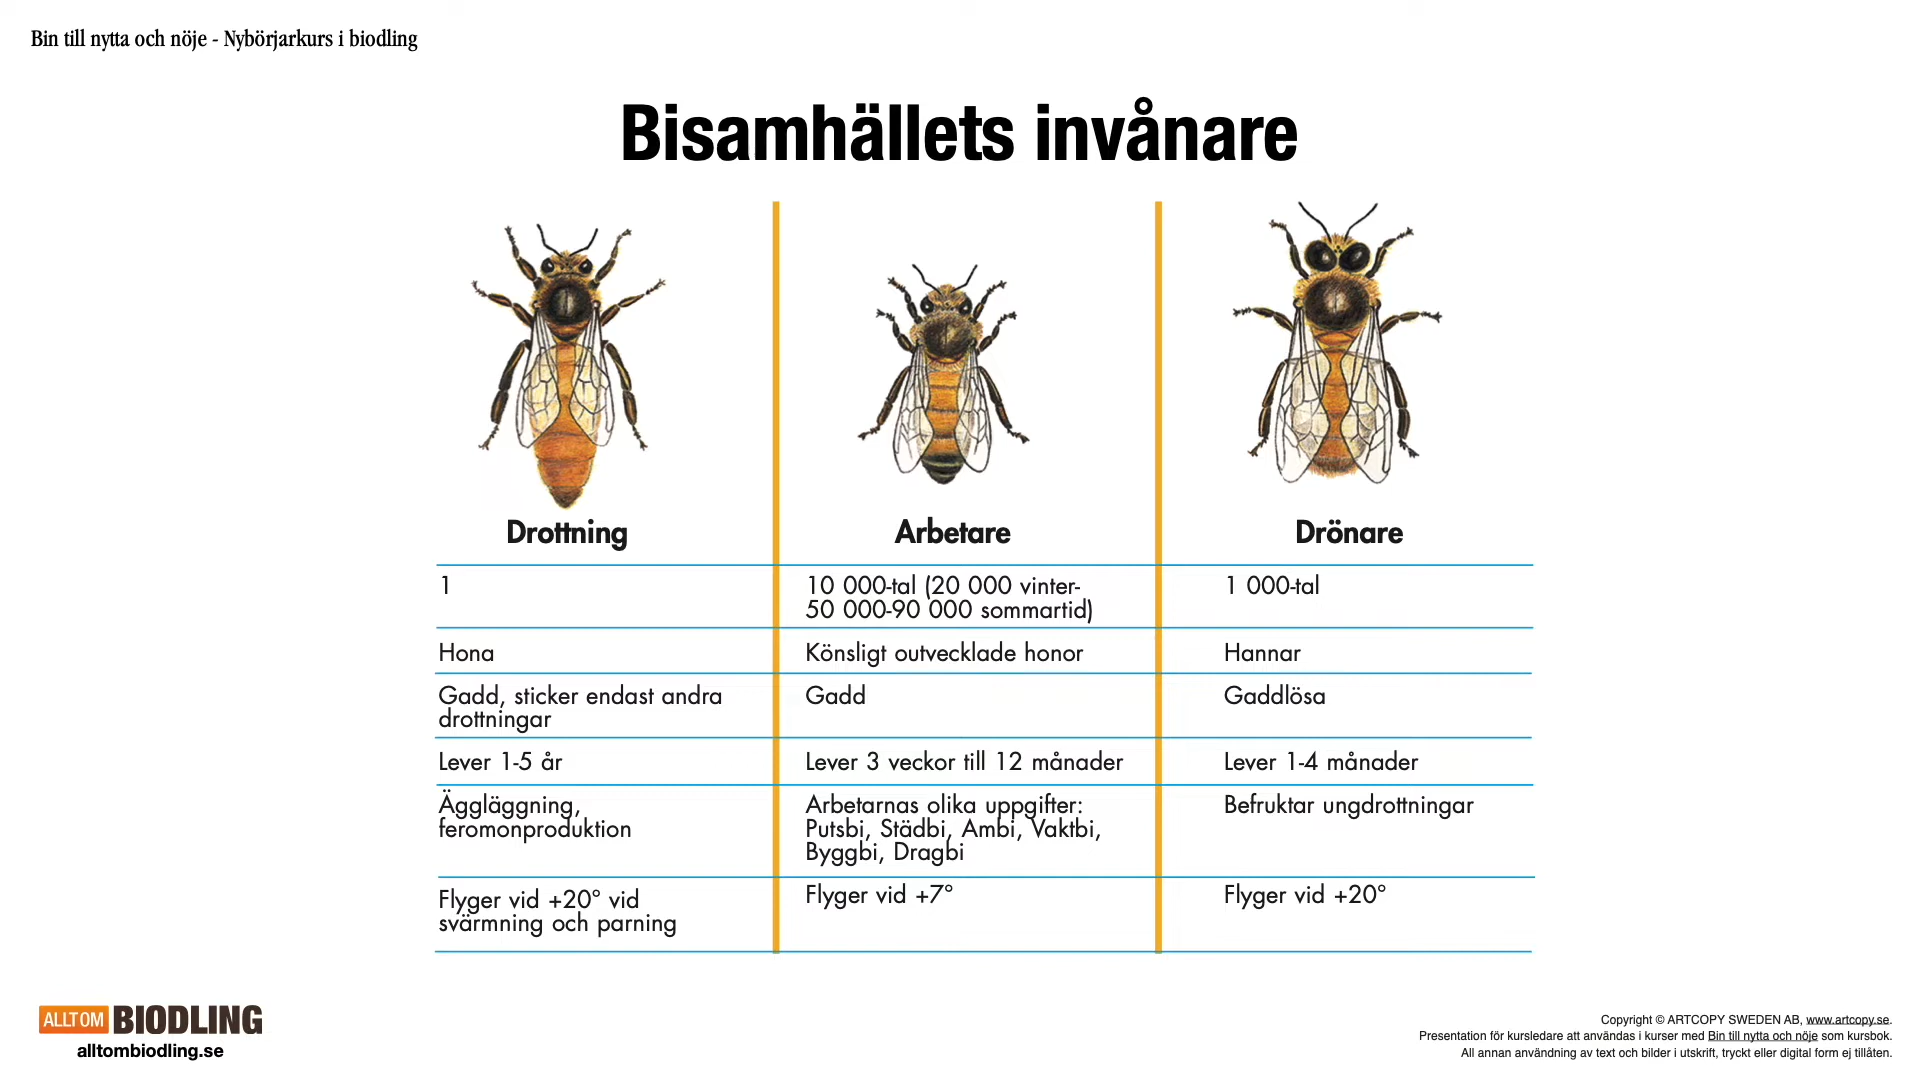 Bin till nytta och nöje - Nybörjarkurs i biodling
Bisamhällets invånare
Drottning
Arbetare
Drönare
1
10 000-tal (20 000 vinter-
50 000-90 000 sommartid)
1 000-tal
Hona
Könsligt outvecklade honor
Hannar
Gadd, sticker endast andra
drottningar
Gadd
Gaddlösa
Lever 1-5 år
Lever 3 veckor till 12 månader
Lever 1-4 månader
Äggläggning,
feromonproduktion
Arbetarnas olika uppgifter:
Putsbi, Städbi, Ambi, Vaktbi,
Byggbi, Dragbi
Befruktar ungdrottningar
Flyger vid +20° vid
svärmning och parning
Flyger vid +7°
Flyger vid +20°
ALLT OM BIODLING
alltombiodling.se
Copyright © ARTCOPY SWEDEN AB, www.artcopy.se.
Presentation för kursledare att användas i kurser med Bin till nytta och nöje som kursbok.
All annan användning av text och bilder i utskrift, tryckt eller digital form ej tillåten.